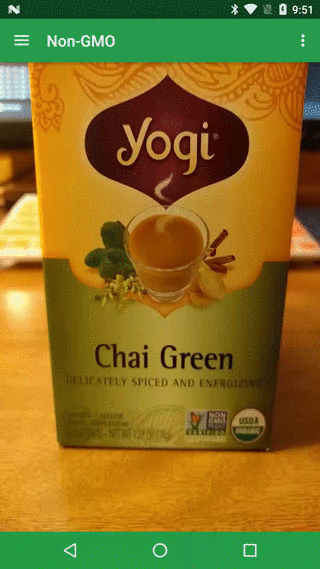 9:51
Non-GMO
yogi®
Chai Green
DELICATELY SPICED AND ENERGIZING
NON
GMO
USDA
ORGANIC